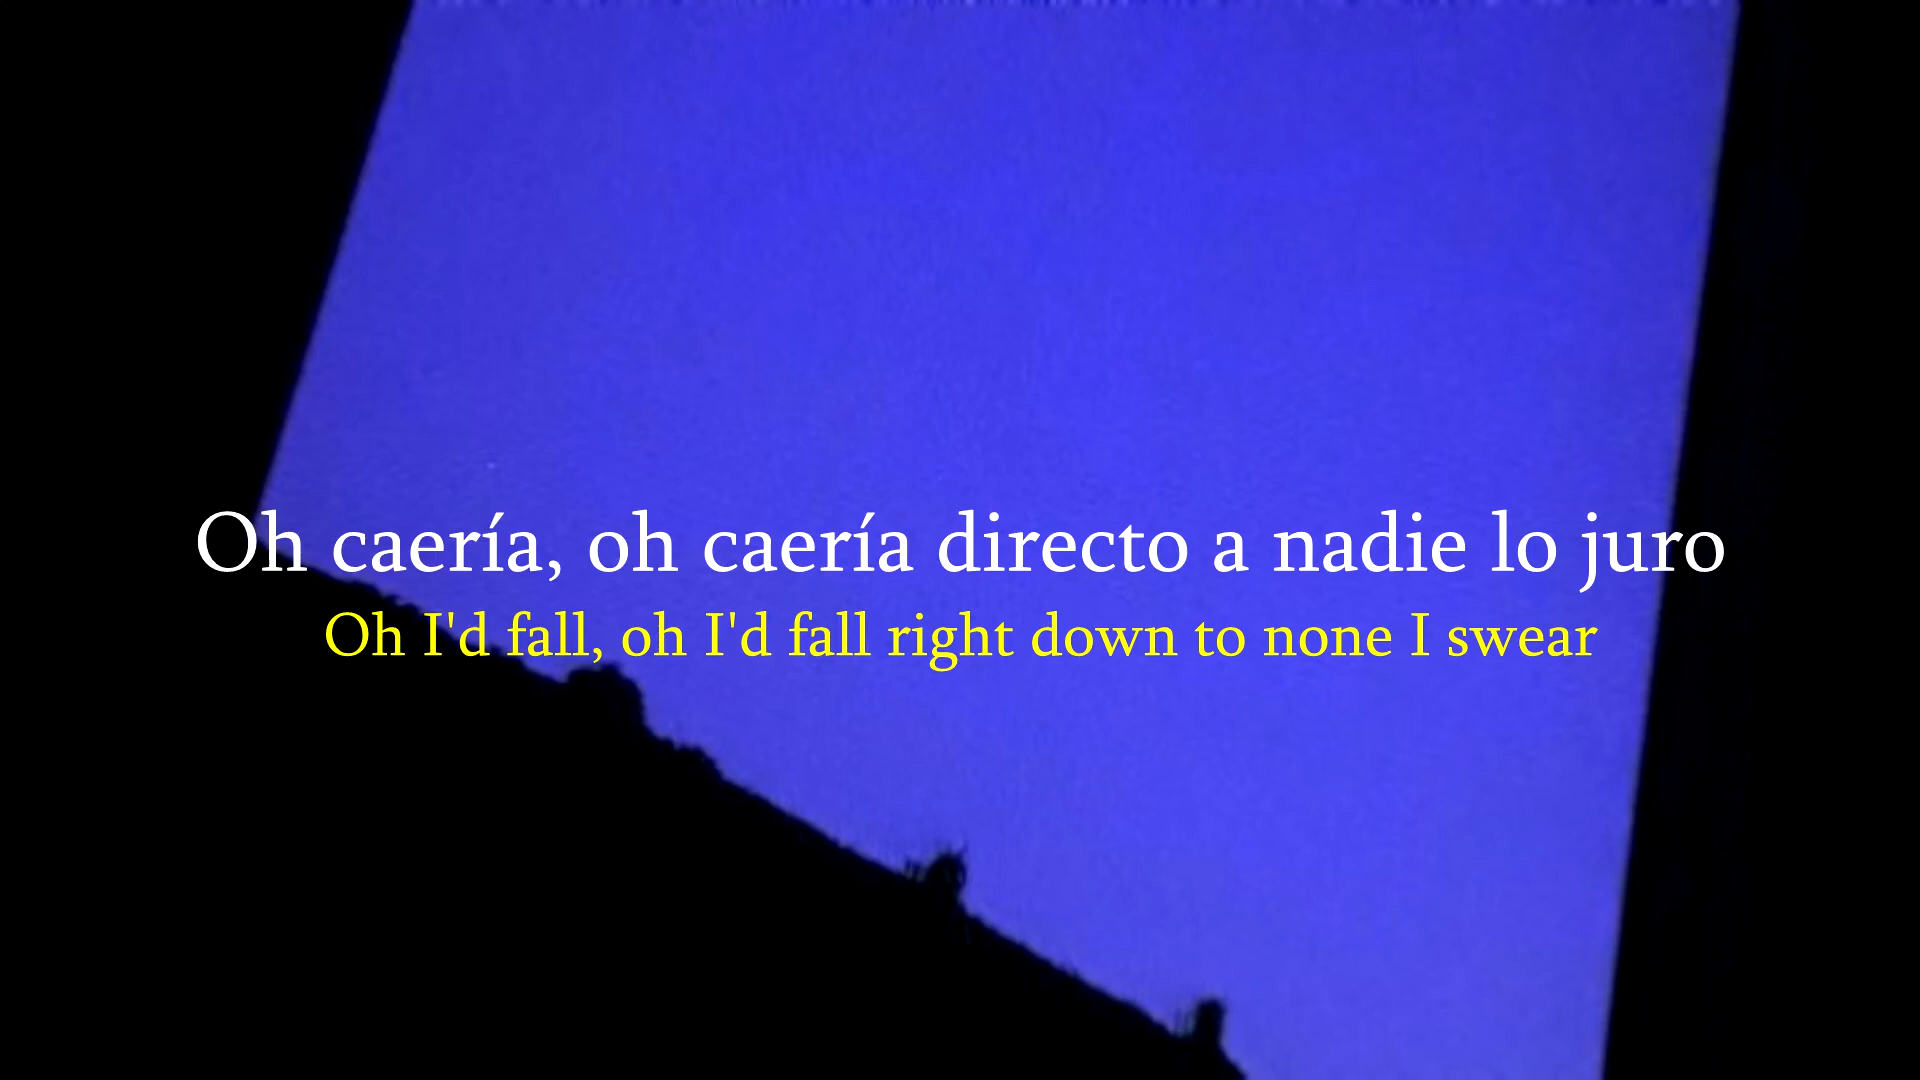 Oh caería, oh caería directo a nadie lo juro
Oh I'd fall, oh I'd fall right down to none I swear